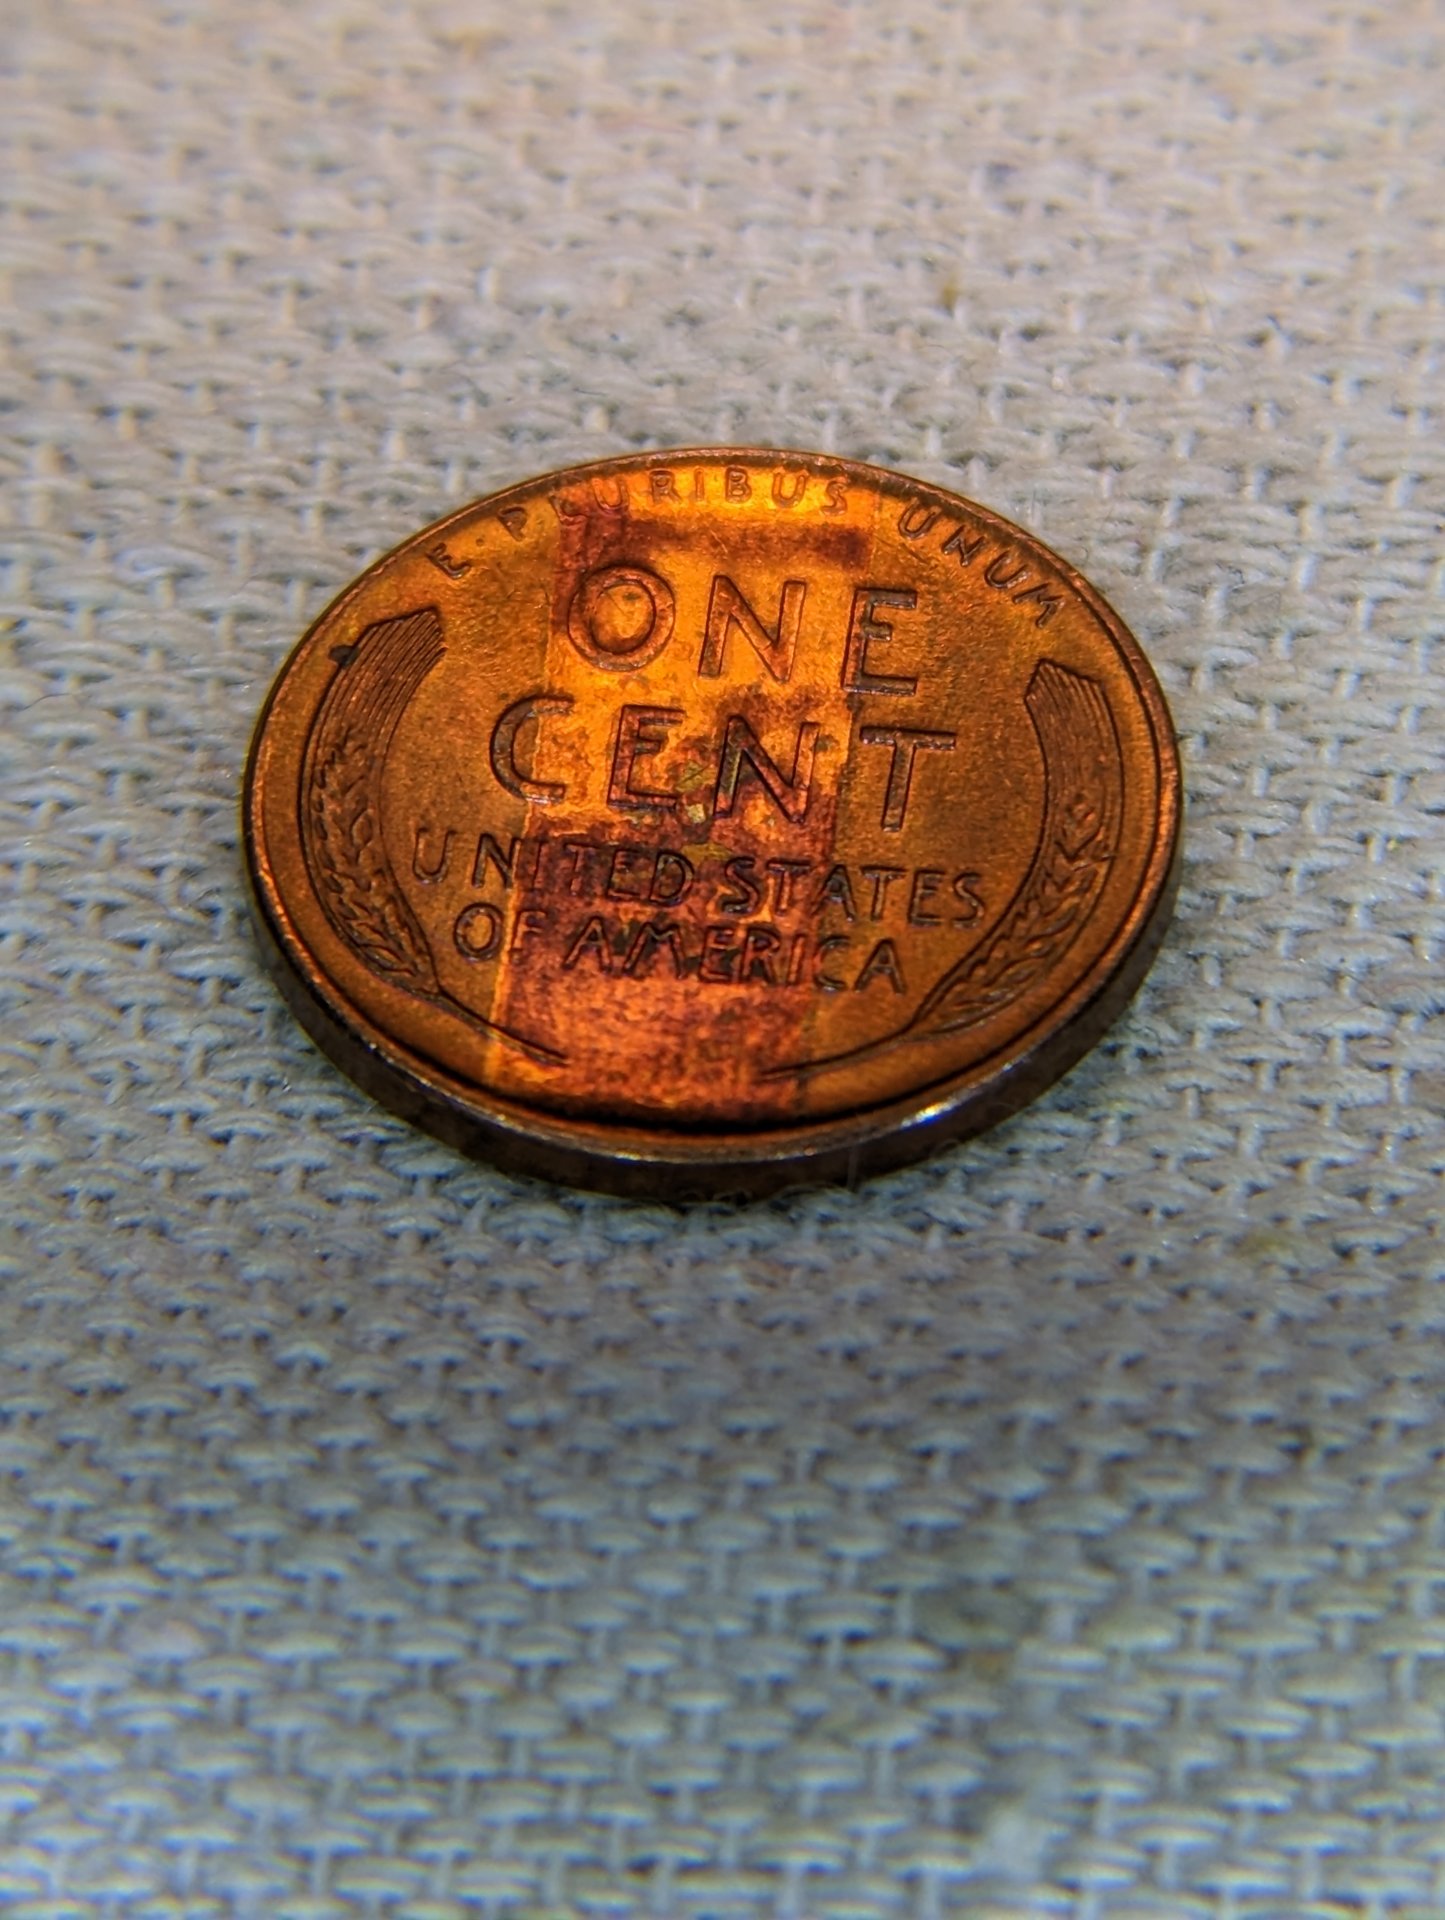 E · PLURIBUS UNUM
ONE
CENT
UNITED STATES
OF AMERICA